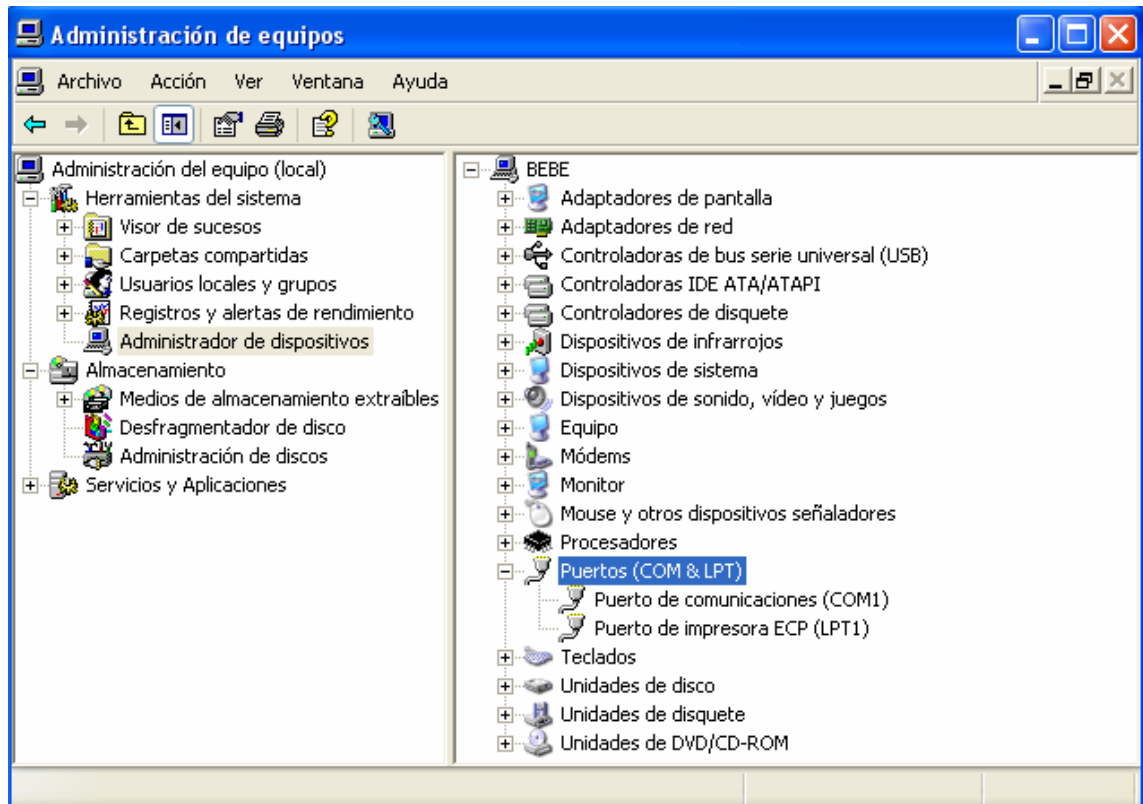 Administración de equipos
Archivo Acción Ver Ventana Ayuda
Administración del equipo (local)
Herramientas del sistema
Visor de sucesos
Carpetas compartidas
Usuarios locales y grupos
Registros y alertas de rendimiento
Administrador de dispositivos
Almacenamiento
Medios de almacenamiento extraíbles
Desfragmentador de disco
Administración de discos
Servicios y Aplicaciones
BEBE
Adaptadores de pantalla
Adaptadores de red
Controladoras de bus serie universal (USB)
Controladoras IDE ATA/ATAPI
Controladores de disquete
Dispositivos de infrarrojos
Dispositivos de sistema
Dispositivos de sonido, vídeo y juegos
Equipo
Módems
Monitor
Mouse y otros dispositivos señaladores
Procesadores
Puertos (COM & LPT)
Puerto de comunicaciones (COM1)
Puerto de impresora ECP (LPT1)
Teclados
Unidades de disco
Unidades de disquete
Unidades de DVD/CD-ROM